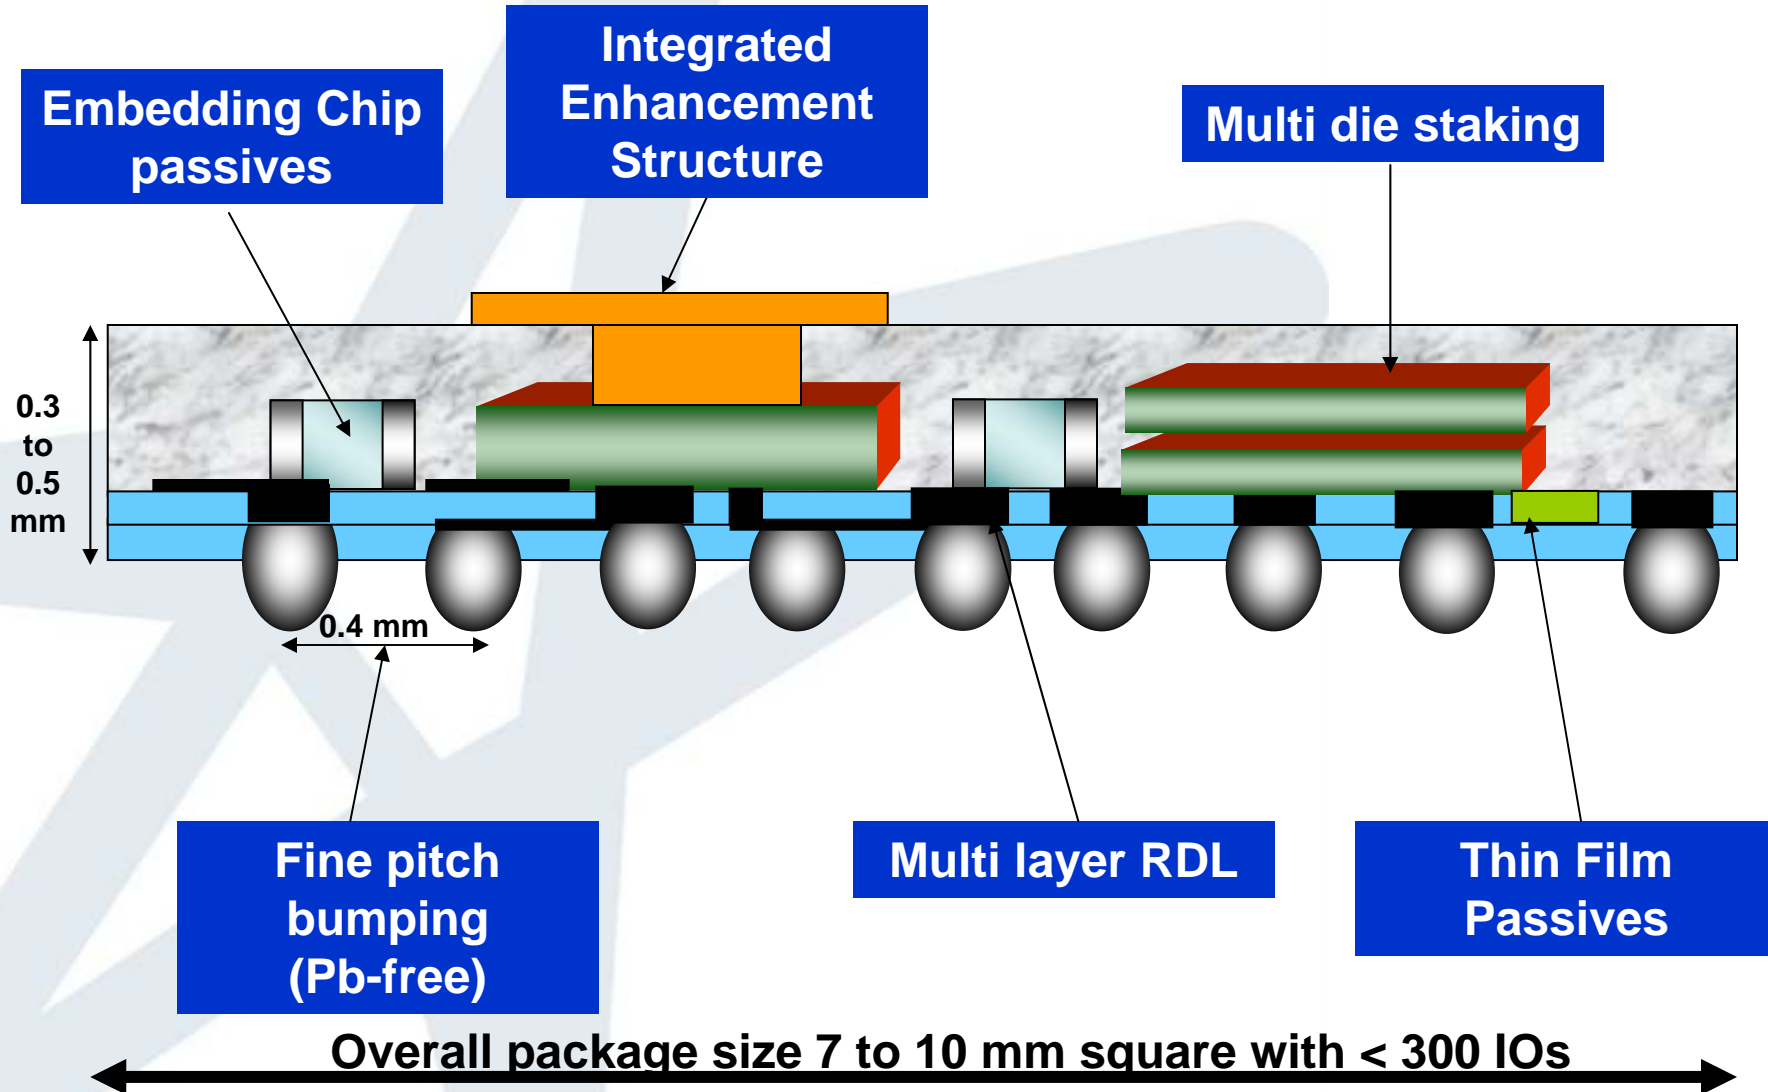 Integrated
Enhancement
Structure
Embedding Chip
passives
Multi die staking
0.3
to
0.5
mm
0.4 mm
Fine pitch
bumping
(Pb-free)
Multi layer RDL
Thin Film
Passives
Overall package size 7 to 10 mm square with < 300 IOs